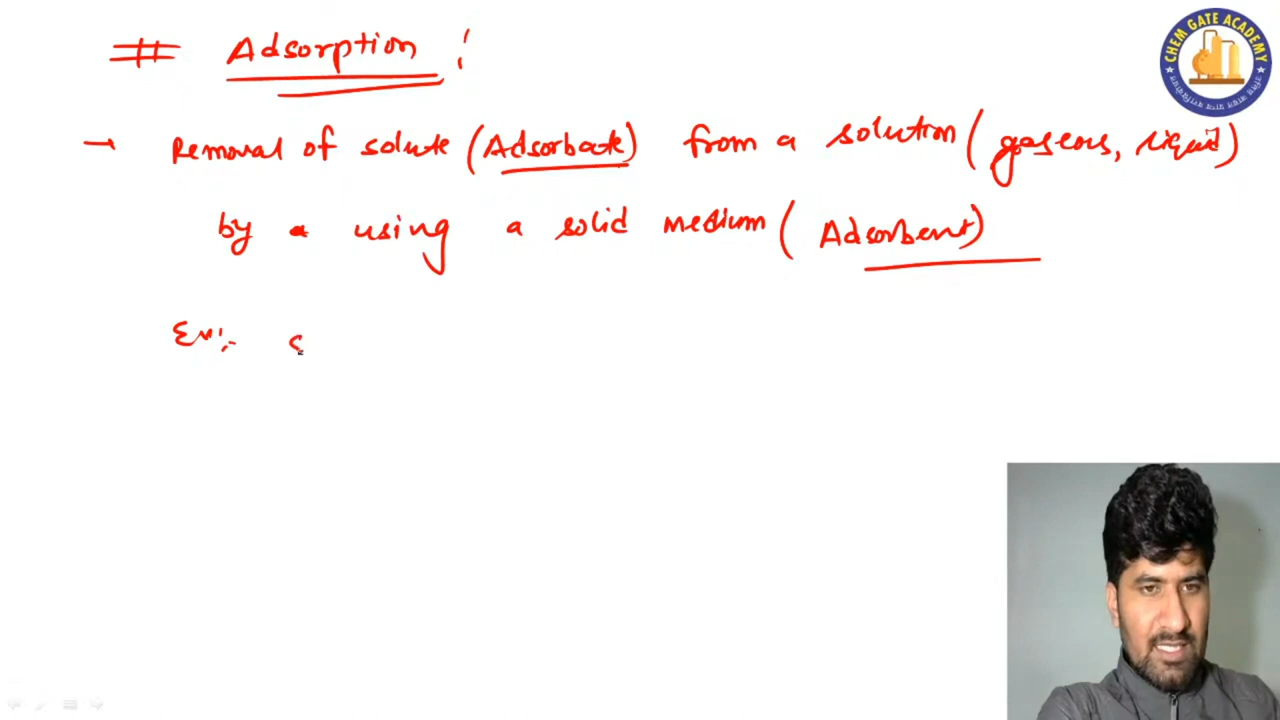 # Adsorption :
→ Removal of solute (Adsorbate) from a solution (gaseous, liquid)
by a using a solid medium (Adsorbent)
Ex:- S
CHEM GATE ACADEMY